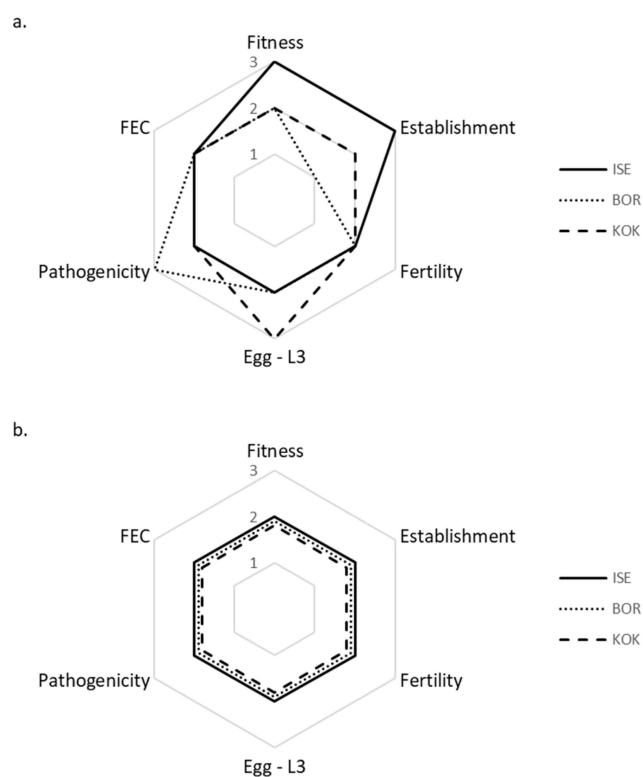 a.
Fitness
3
FEC
2
Establishment
1
ISE
BOR
KOK
Pathogenicity
Fertility
Egg - L3
b.
Fitness
3
FEC
2
Establishment
1
ISE
BOR
KOK
Pathogenicity
Fertility
Egg - L3